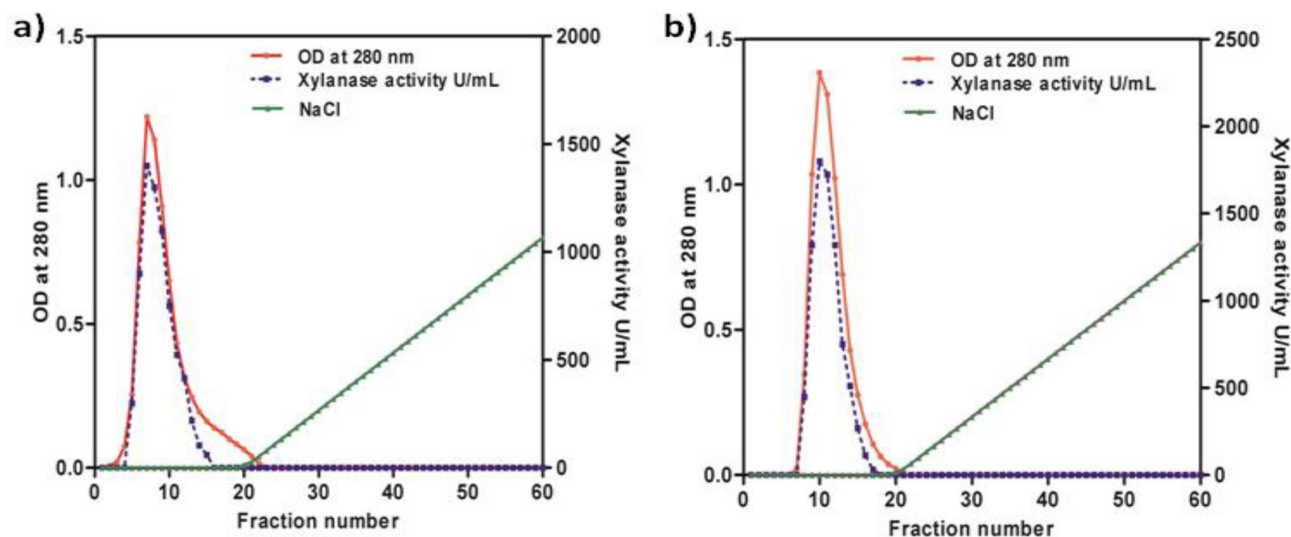 a)
1.5
1.0
0.5
0.0
OD at 280 nm
OD at 280 nm
Xylanase activity U/mL
NaCl
2000
1500
1000
500
0
Xylanase activity U/mL
0
10
20
30
40
50
60
Fraction number
b)
1.5
1.0
0.5
0.0
OD at 280 nm
OD at 280 nm
Xylanase activity U/mL
NaCl
2500
2000
1500
1000
500
0
Xylanase activity U/mL
0
10
20
30
40
50
60
Fraction number